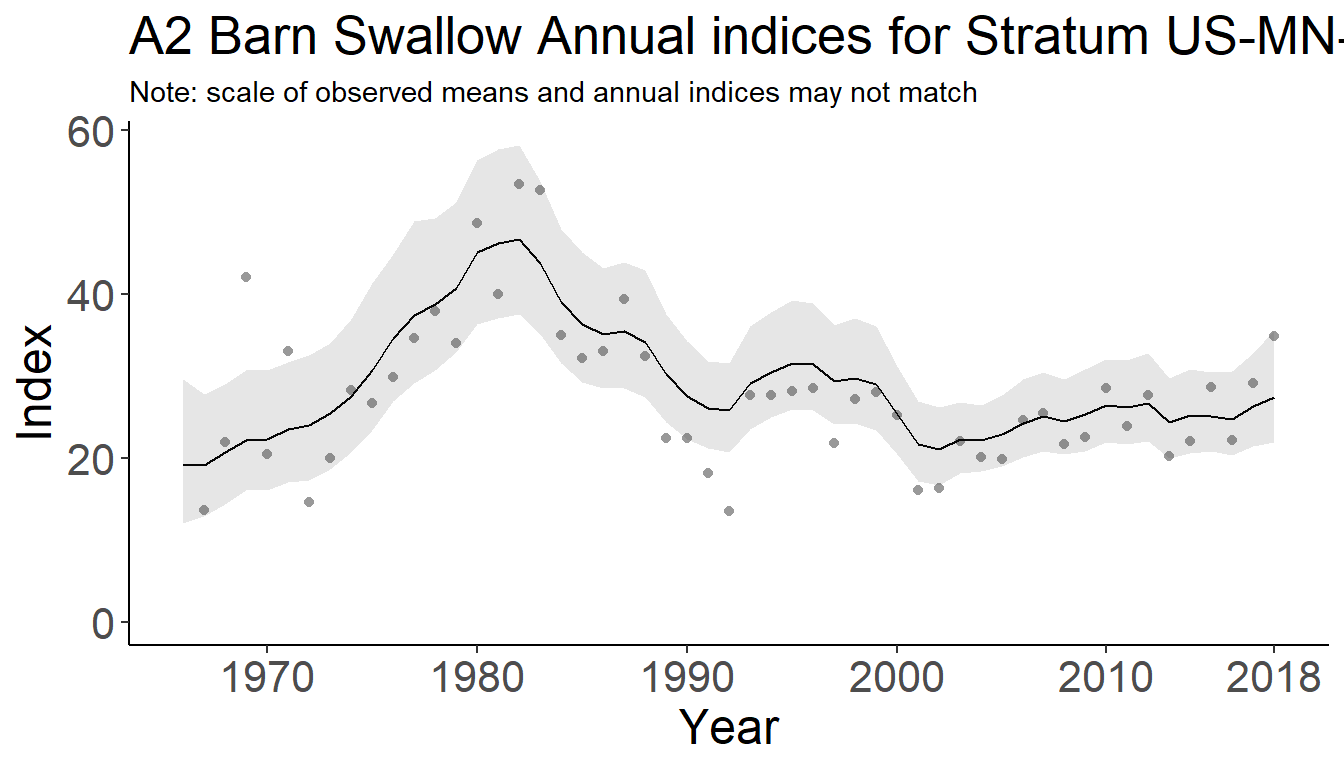 A2 Barn Swallow Annual indices for Stratum US-MN-
Note: scale of observed means and annual indices may not match
60
40
20
0
Index
1970 1980 1990 2000 2010 2018
Year